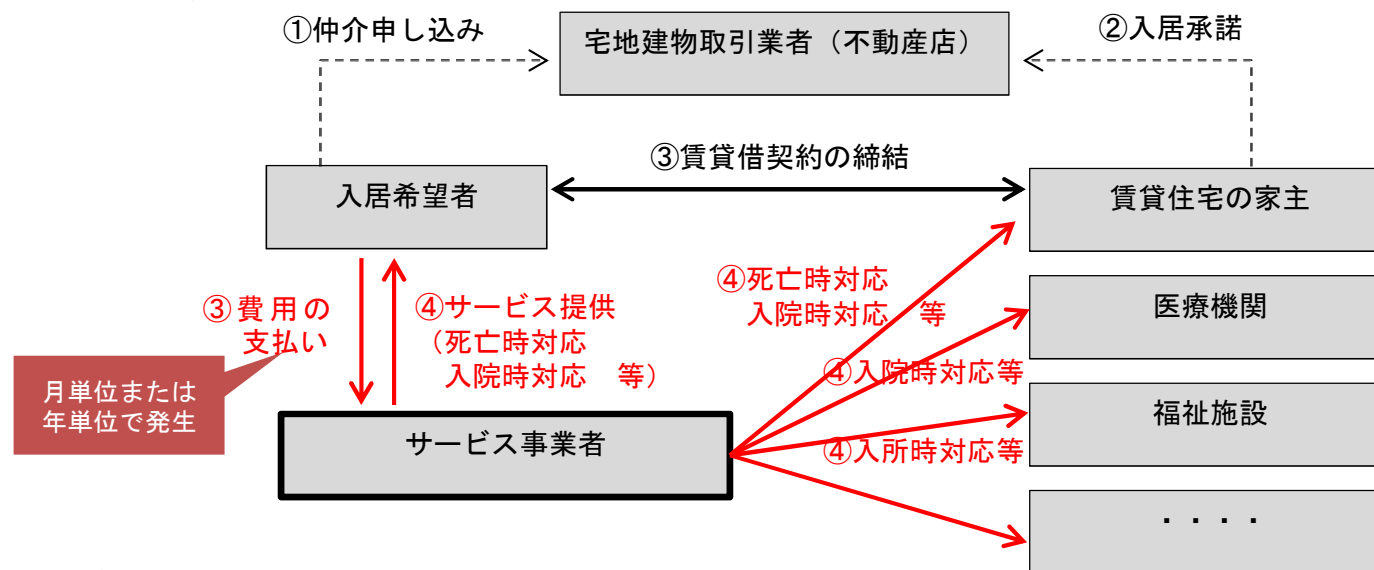 ①仲介申し込み
宅地建物取引業者（不動産店）
②入居承諾
③賃貸借契約の締結
入居希望者
賃貸住宅の家主
③費用の
支払い
④サービス提供
（死亡時対応
入院時対応　等）
④死亡時対応
入院時対応　等
医療機関
月単位または
年単位で発生
④入院時対応等
福祉施設
サービス事業者
④入所時対応等
・・・・